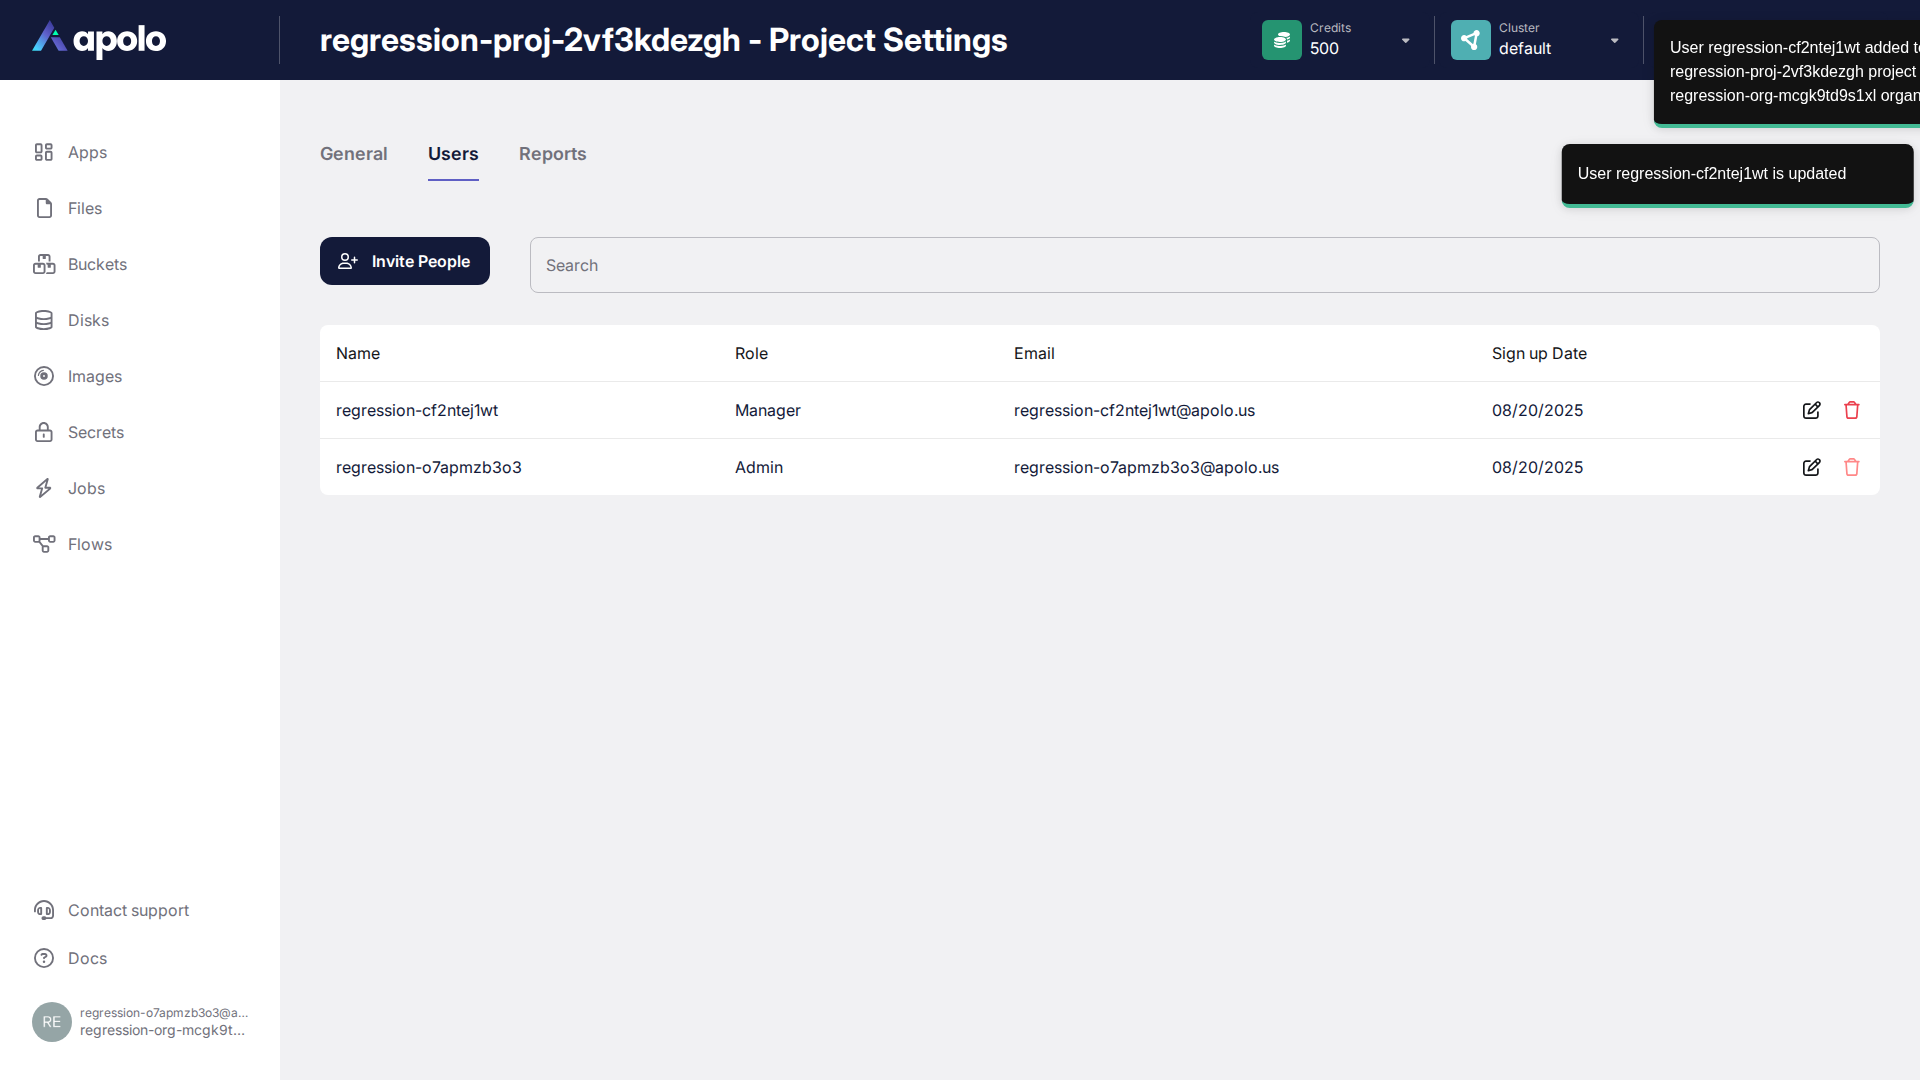 apolo
regression-proj-2vf3kdezgh - Project Settings
Credits
500
Cluster
default
User regression-cf2ntej1wt added
regression-proj-2vf3kdezgh project
regression-org-mcgk9td9s1xl
User regression-cf2ntej1wt is updated
Apps
Files
Buckets
Disks
Images
Secrets
Jobs
Flows
General
Users
Reports
Invite People
Search
Name Role Email Sign up Date
regression-cf2ntej1wt Manager regression-cf2ntej1wt@apolo.us 08/20/2025
regression-o7apmzb3o3 Admin regression-o7apmzb3o3@apolo.us 08/20/2025
Contact support
Docs
RE
regression-o7apmzb3o3@a...
regression-org-mcgk9t...